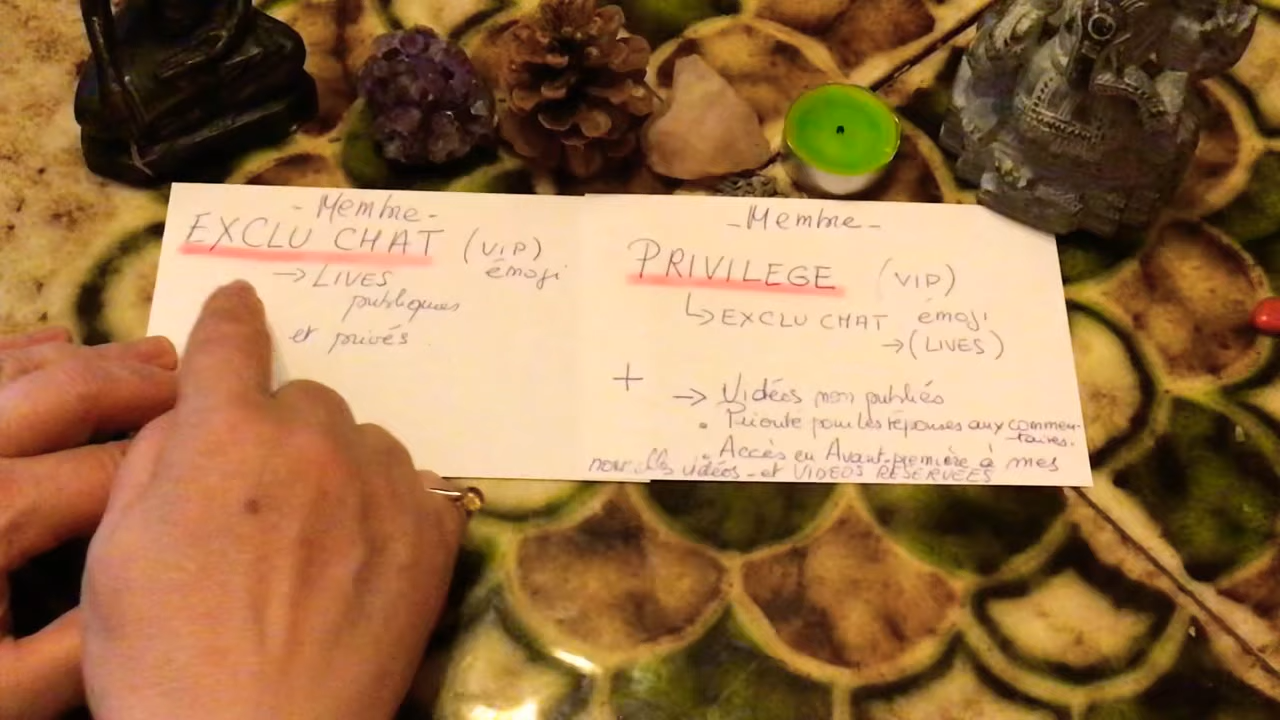 - Membre -
EXCLU CHAT (VIP)
émoji
→ LIVES
publiques
et privés
- Membre -
PRIVILEGE (VIP)
↳ EXCLU CHAT émoji
→ (LIVES)
+ → Vidéos non publiés
. Priorité pour les réponses aux commen-
taires.
. Accès en Avant-première à mes
nouvelles vidéos - et VIDEOS RESERVÉES